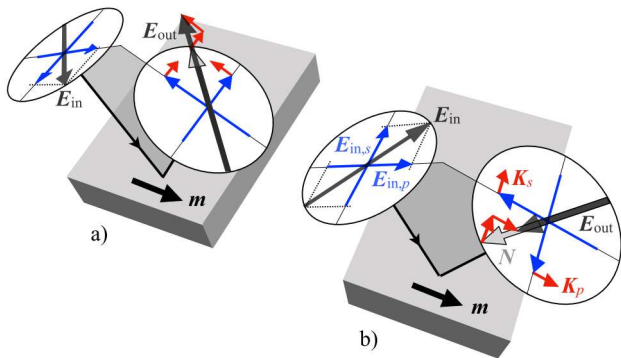 E_out
E_in
m
a)
E_in
E_in,s
E_in,p
K_s
E_out
N
K_p
m
b)